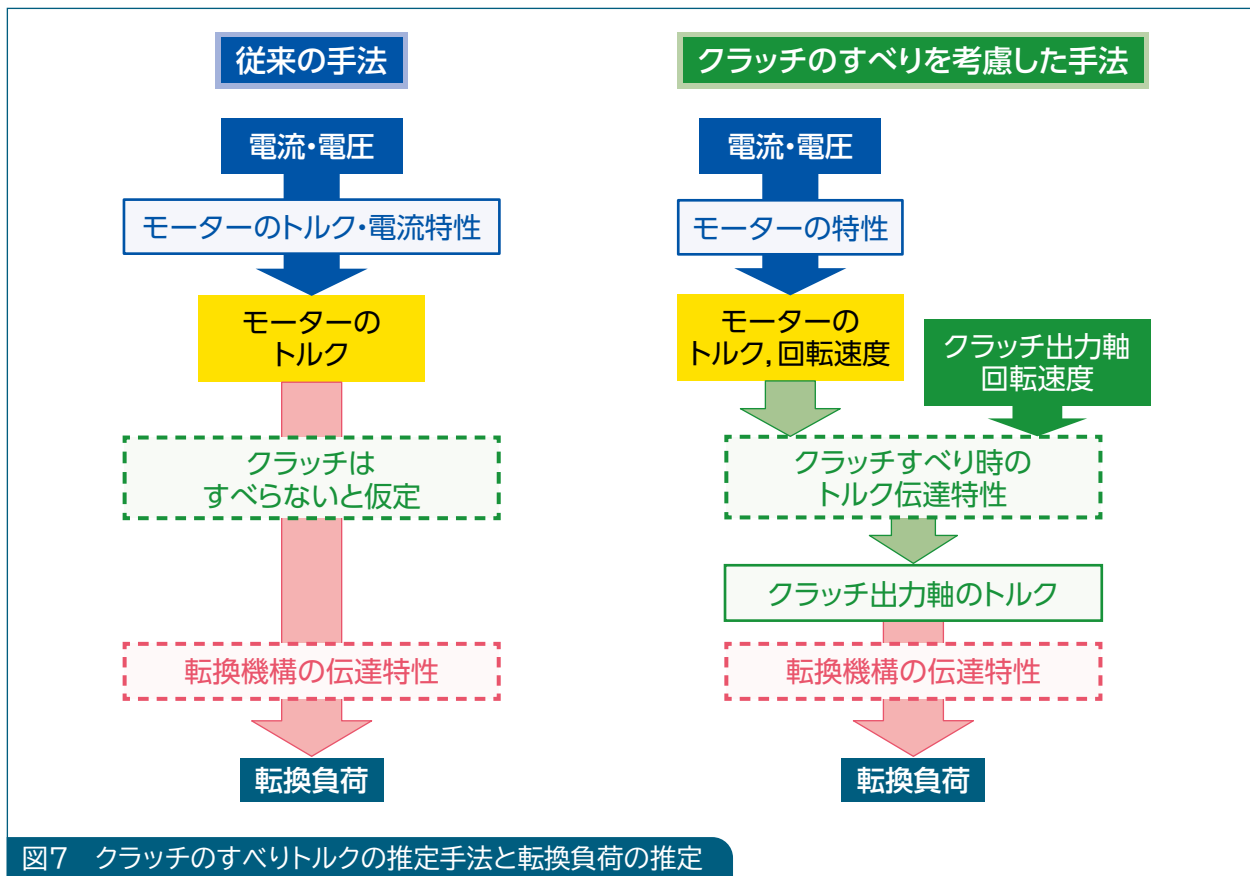 従来の手法
電流・電圧
モーターのトルク・電流特性
モーターの
トルク
クラッチは
すべらないと仮定
転換機構の伝達特性
転換負荷
クラッチのすべりを考慮した手法
電流・電圧
モーターの特性
モーターの
トルク,回転速度
クラッチ出力軸
回転速度
クラッチすべり時の
トルク伝達特性
クラッチ出力軸のトルク
転換機構の伝達特性
転換負荷
図7 クラッチのすべりトルクの推定手法と転換負荷の推定